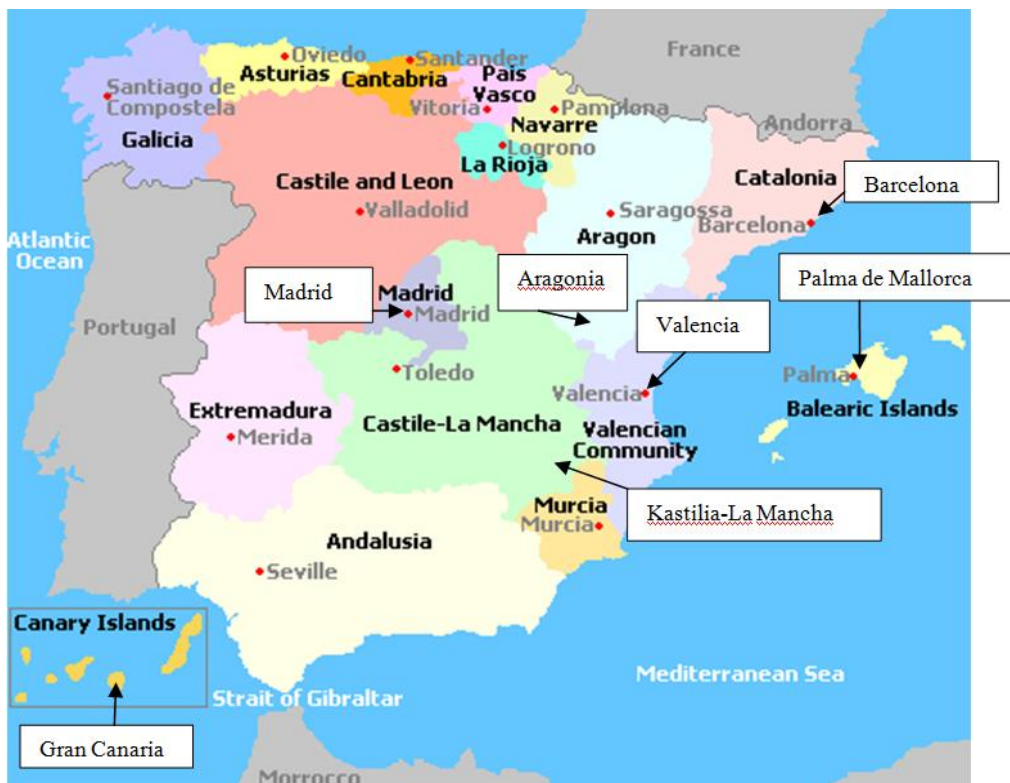 France
Oviedo
Asturias
Santander
Cantabria
Pais
Vasco
Santiago de
Compostela
Galicia
Vitoria
Navarre
Pamplona
Andorra
La Rioja
Logrono
Castile and Leon
Valladolid
Catalonia
Barcelona
Saragossa
Barcelona
Aragon
Atlantic
Ocean
Madrid
Madrid
Madrid
Aragonia
Palma de Mallorca
Portugal
Valencia
Toledo
Palma
Valencia
Balearic Islands
Extremadura
Merida
Castile-La Mancha
Valencian
Community
Murcia
Murcia
Kastilia-La Mancha
Andalusia
Seville
Canary Islands
Mediterranean Sea
Strait of Gibraltar
Gran Canaria
Morrocco